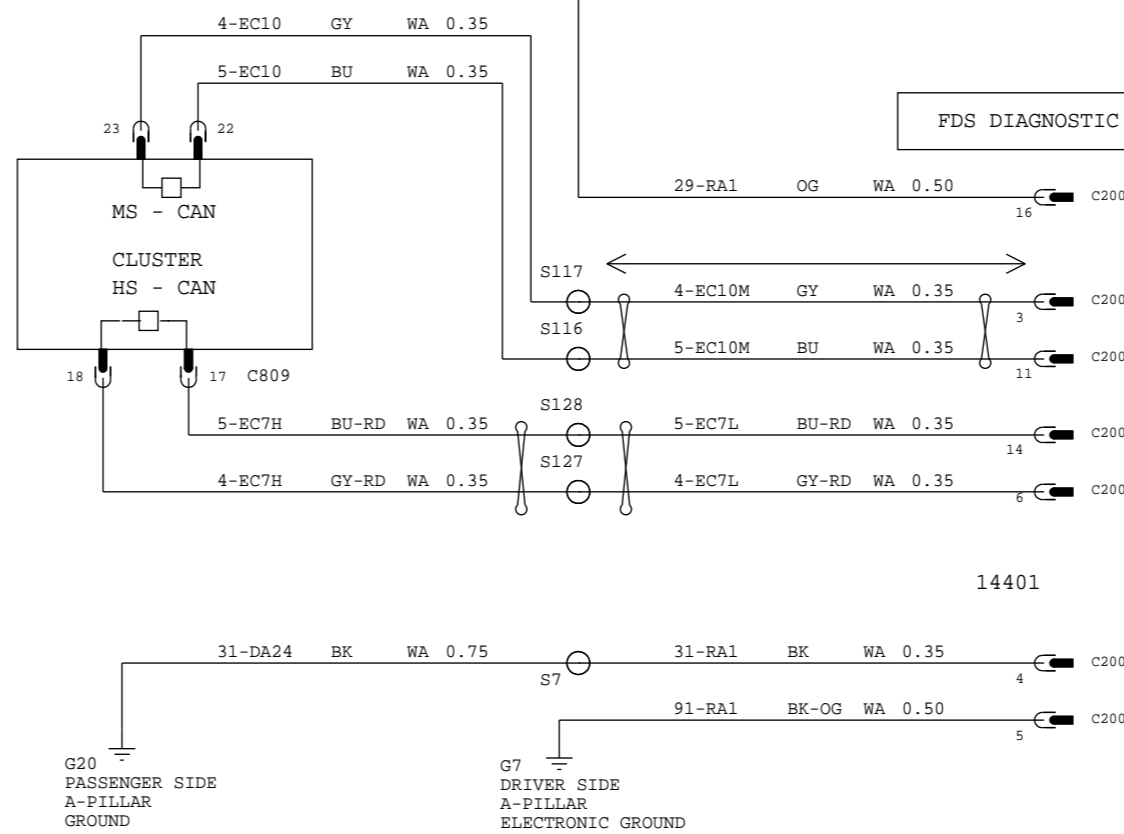 4-EC10 GY WA 0.35
5-EC10 BU WA 0.35
23 22
FDS DIAGNOSTIC
MS - CAN
29-RA1 OG WA 0.50
16 C200
CLUSTER
HS - CAN
S117
4-EC10M GY WA 0.35
3 C200
S116
5-EC10M BU WA 0.35
11 C200
18 17 C809
S128
5-EC7H BU-RD WA 0.35
5-EC7L BU-RD WA 0.35
14 C200
S127
4-EC7H GY-RD WA 0.35
4-EC7L GY-RD WA 0.35
6 C200
14401
31-DA24 BK WA 0.75
S7
31-RA1 BK WA 0.35
4 C200
91-RA1 BK-OG WA 0.50
5 C200
G20
PASSENGER SIDE
A-PILLAR
GROUND
G7
DRIVER SIDE
A-PILLAR
ELECTRONIC GROUND